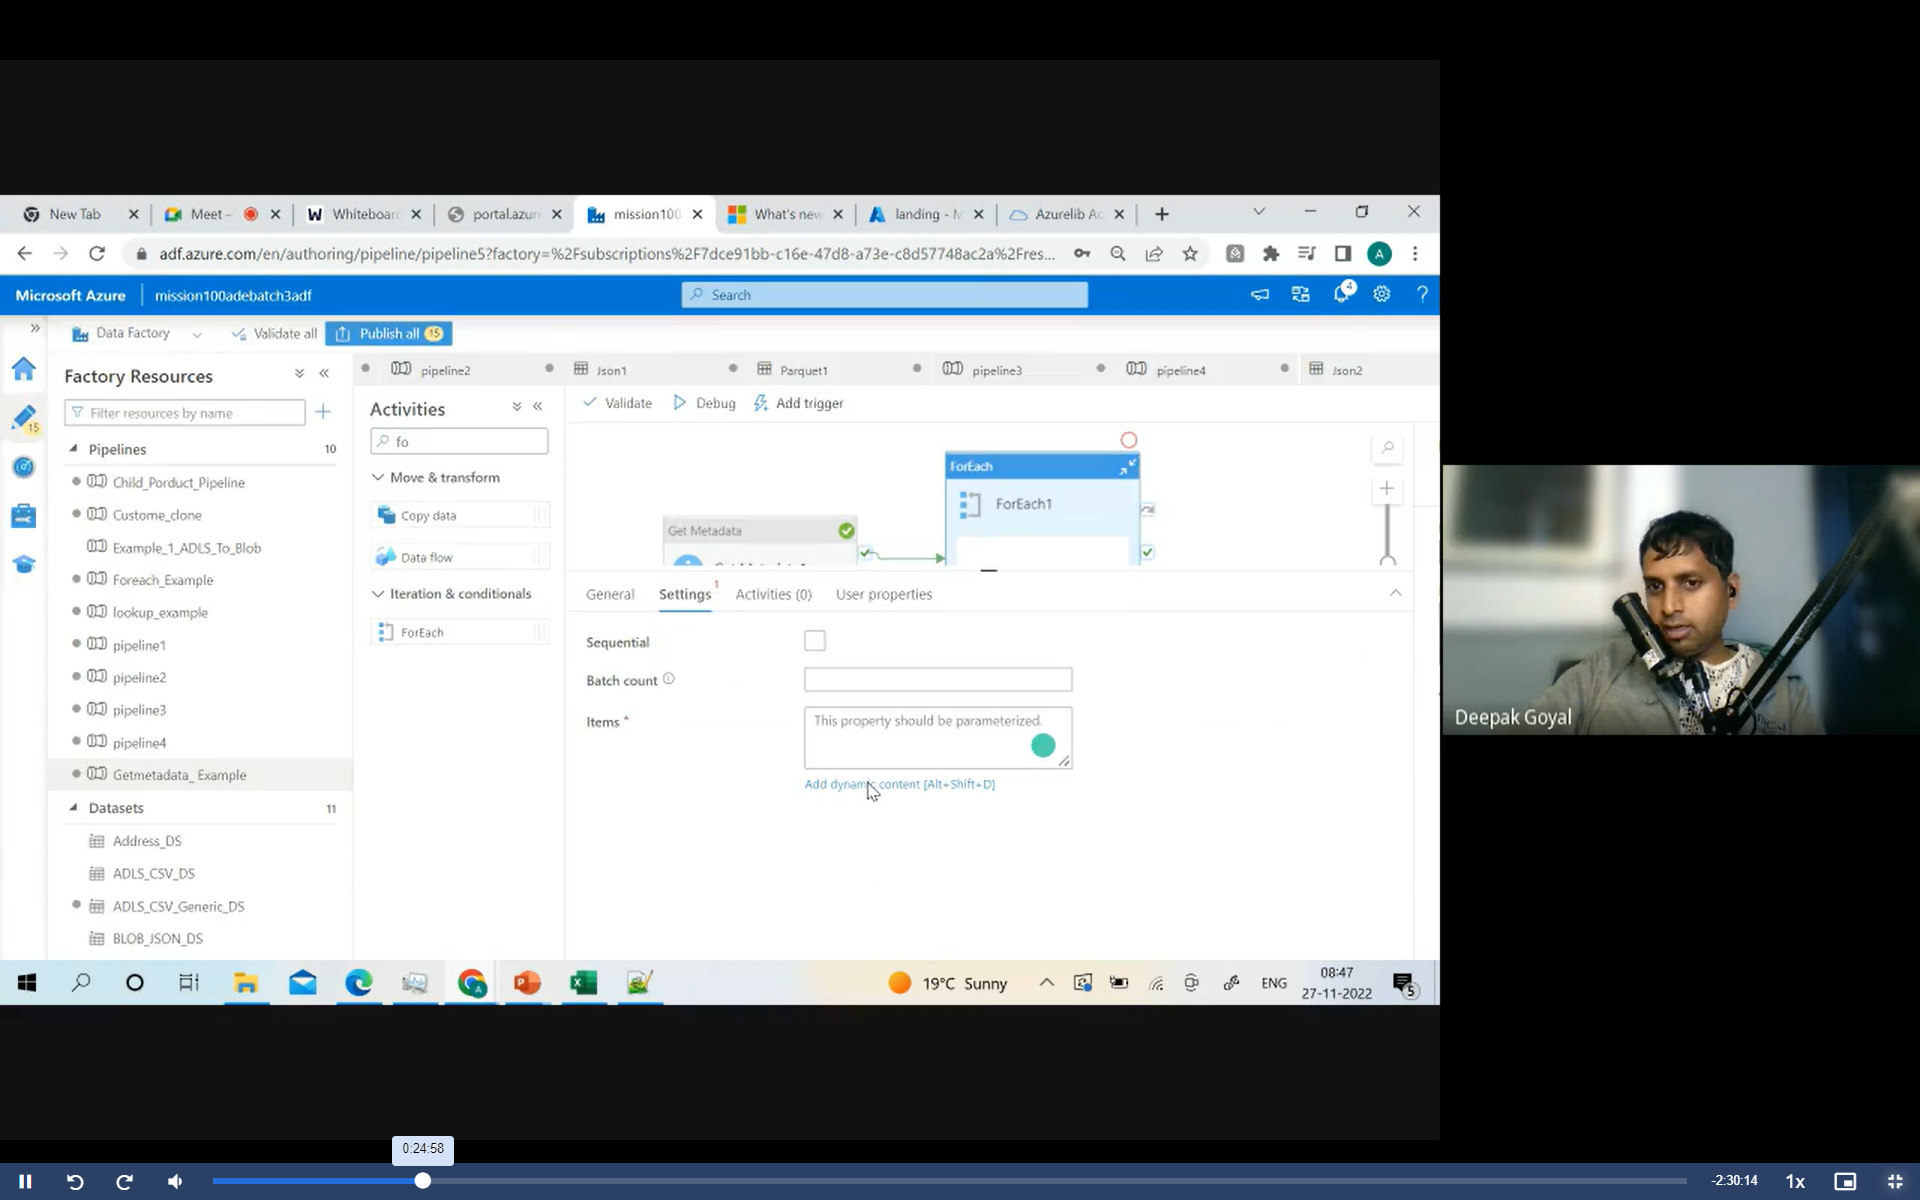 New Tab
Meet -
Whiteboar
portal.azur
mission100
What's new
landing - M
Azurelib Ac
adf.azure.com/en/authoring/pipeline/pipeline5?factory=%2Fsubscriptions%2F7dce91bb-c16e-47d8-a73e-c8d57748ac2a%2Fres...
A
Microsoft Azure
mission100adebatch3adf
Search
4
Data Factory
Validate all
Publish all 15
Factory Resources
pipeline2
Json1
Parquet1
pipeline3
pipeline4
Json2
Filter resources by name
15
Activities
fo
Validate
Debug
Add trigger
Pipelines 10
Child_Porduct_Pipeline
Custome_clone
Example_1_ADLS_To_Blob
Foreach_Example
lookup_example
pipeline1
pipeline2
pipeline3
pipeline4
Getmetadata_ Example
Datasets 11
Address_DS
ADLS_CSV_DS
ADLS_CSV_Generic_DS
BLOB_JSON_DS
Move & transform
Copy data
Data flow
Iteration & conditionals
ForEach
ForEach
ForEach1
Get Metadata
General
Settings 1
Activities (0)
User properties
Sequential
Batch count
Items *
This property should be parameterized.
Add dynamic content [Alt+Shift+D]
Deepak Goyal
19°C Sunny
ENG
08:47
27-11-2022
5
0:24:58
-2:30:14
1x